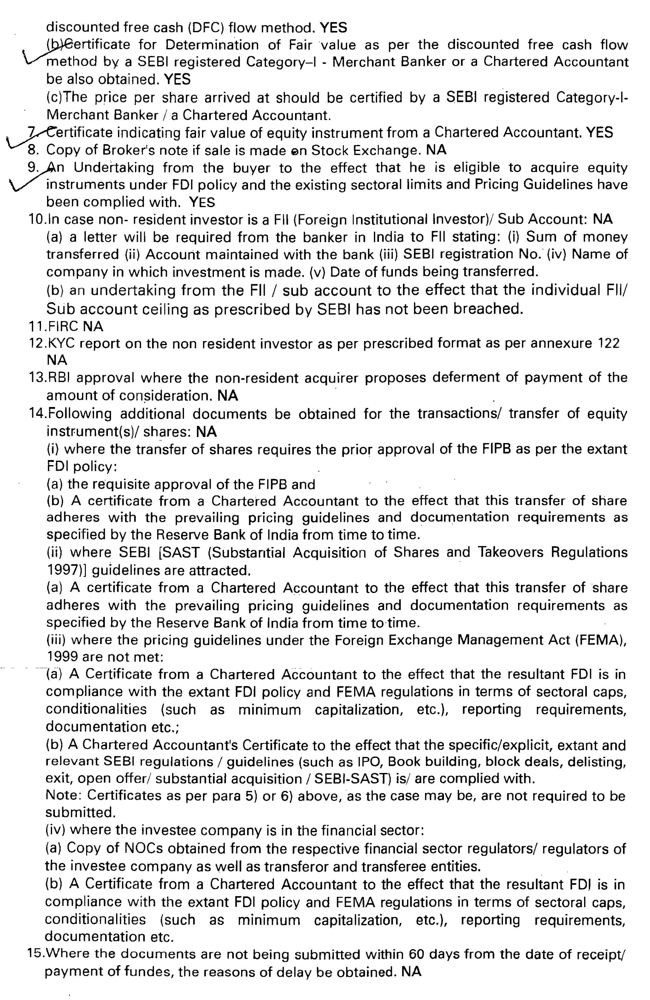 discounted free cash (DFC) flow method. YES
(b)Certificate for Determination of Fair value as per the discounted free cash flow
method by a SEBI registered Category–I - Merchant Banker or a Chartered Accountant
be also obtained. YES
(c)The price per share arrived at should be certified by a SEBI registered Category-I-
Merchant Banker / a Chartered Accountant.
7. Certificate indicating fair value of equity instrument from a Chartered Accountant. YES
8. Copy of Broker's note if sale is made on Stock Exchange. NA
9. An Undertaking from the buyer to the effect that he is eligible to acquire equity
instruments under FDI policy and the existing sectoral limits and Pricing Guidelines have
been complied with. YES
10.In case non- resident investor is a FII (Foreign Institutional Investor)/ Sub Account: NA
(a) a letter will be required from the banker in India to FII stating: (i) Sum of money
transferred (ii) Account maintained with the bank (iii) SEBI registration No. (iv) Name of
company in which investment is made. (v) Date of funds being transferred.
(b) an undertaking from the FII / sub account to the effect that the individual FII/
Sub account ceiling as prescribed by SEBI has not been breached.
11.FIRC NA
12.KYC report on the non resident investor as per prescribed format as per annexure 122
NA
13.RBI approval where the non-resident acquirer proposes deferment of payment of the
amount of consideration. NA
14.Following additional documents be obtained for the transactions/ transfer of equity
instrument(s)/ shares: NA
(i) where the transfer of shares requires the prior approval of the FIPB as per the extant
FDI policy:
(a) the requisite approval of the FIPB and
(b) A certificate from a Chartered Accountant to the effect that this transfer of share
adheres with the prevailing pricing guidelines and documentation requirements as
specified by the Reserve Bank of India from time to time.
(ii) where SEBI [SAST (Substantial Acquisition of Shares and Takeovers Regulations
1997)] guidelines are attracted.
(a) A certificate from a Chartered Accountant to the effect that this transfer of share
adheres with the prevailing pricing guidelines and documentation requirements as
specified by the Reserve Bank of India from time to time.
(iii) where the pricing guidelines under the Foreign Exchange Management Act (FEMA),
1999 are not met:
(a) A Certificate from a Chartered Accountant to the effect that the resultant FDI is in
compliance with the extant FDI policy and FEMA regulations in terms of sectoral caps,
conditionalities (such as minimum capitalization, etc.), reporting requirements,
documentation etc.;
(b) A Chartered Accountant's Certificate to the effect that the specific/explicit, extant and
relevant SEBI regulations / guidelines (such as IPO, Book building, block deals, delisting,
exit, open offer/ substantial acquisition / SEBI-SAST) is/ are complied with.
Note: Certificates as per para 5) or 6) above, as the case may be, are not required to be
submitted.
(iv) where the investee company is in the financial sector:
(a) Copy of NOCs obtained from the respective financial sector regulators/ regulators of
the investee company as well as transferor and transferee entities.
(b) A Certificate from a Chartered Accountant to the effect that the resultant FDI is in
compliance with the extant FDI policy and FEMA regulations in terms of sectoral caps,
conditionalities (such as minimum capitalization, etc.), reporting requirements,
documentation etc.
15.Where the documents are not being submitted within 60 days from the date of receipt/
payment of fundes, the reasons of delay be obtained. NA